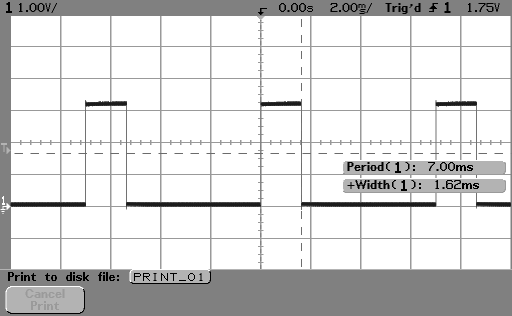 1 1.00V/ 0.00s 2.00ms/ Trig'd 1 1.75V
T
Period(1): 7.00ms
+Width(1): 1.62ms
1
Print to disk file: PRINT_01
Cancel
Print